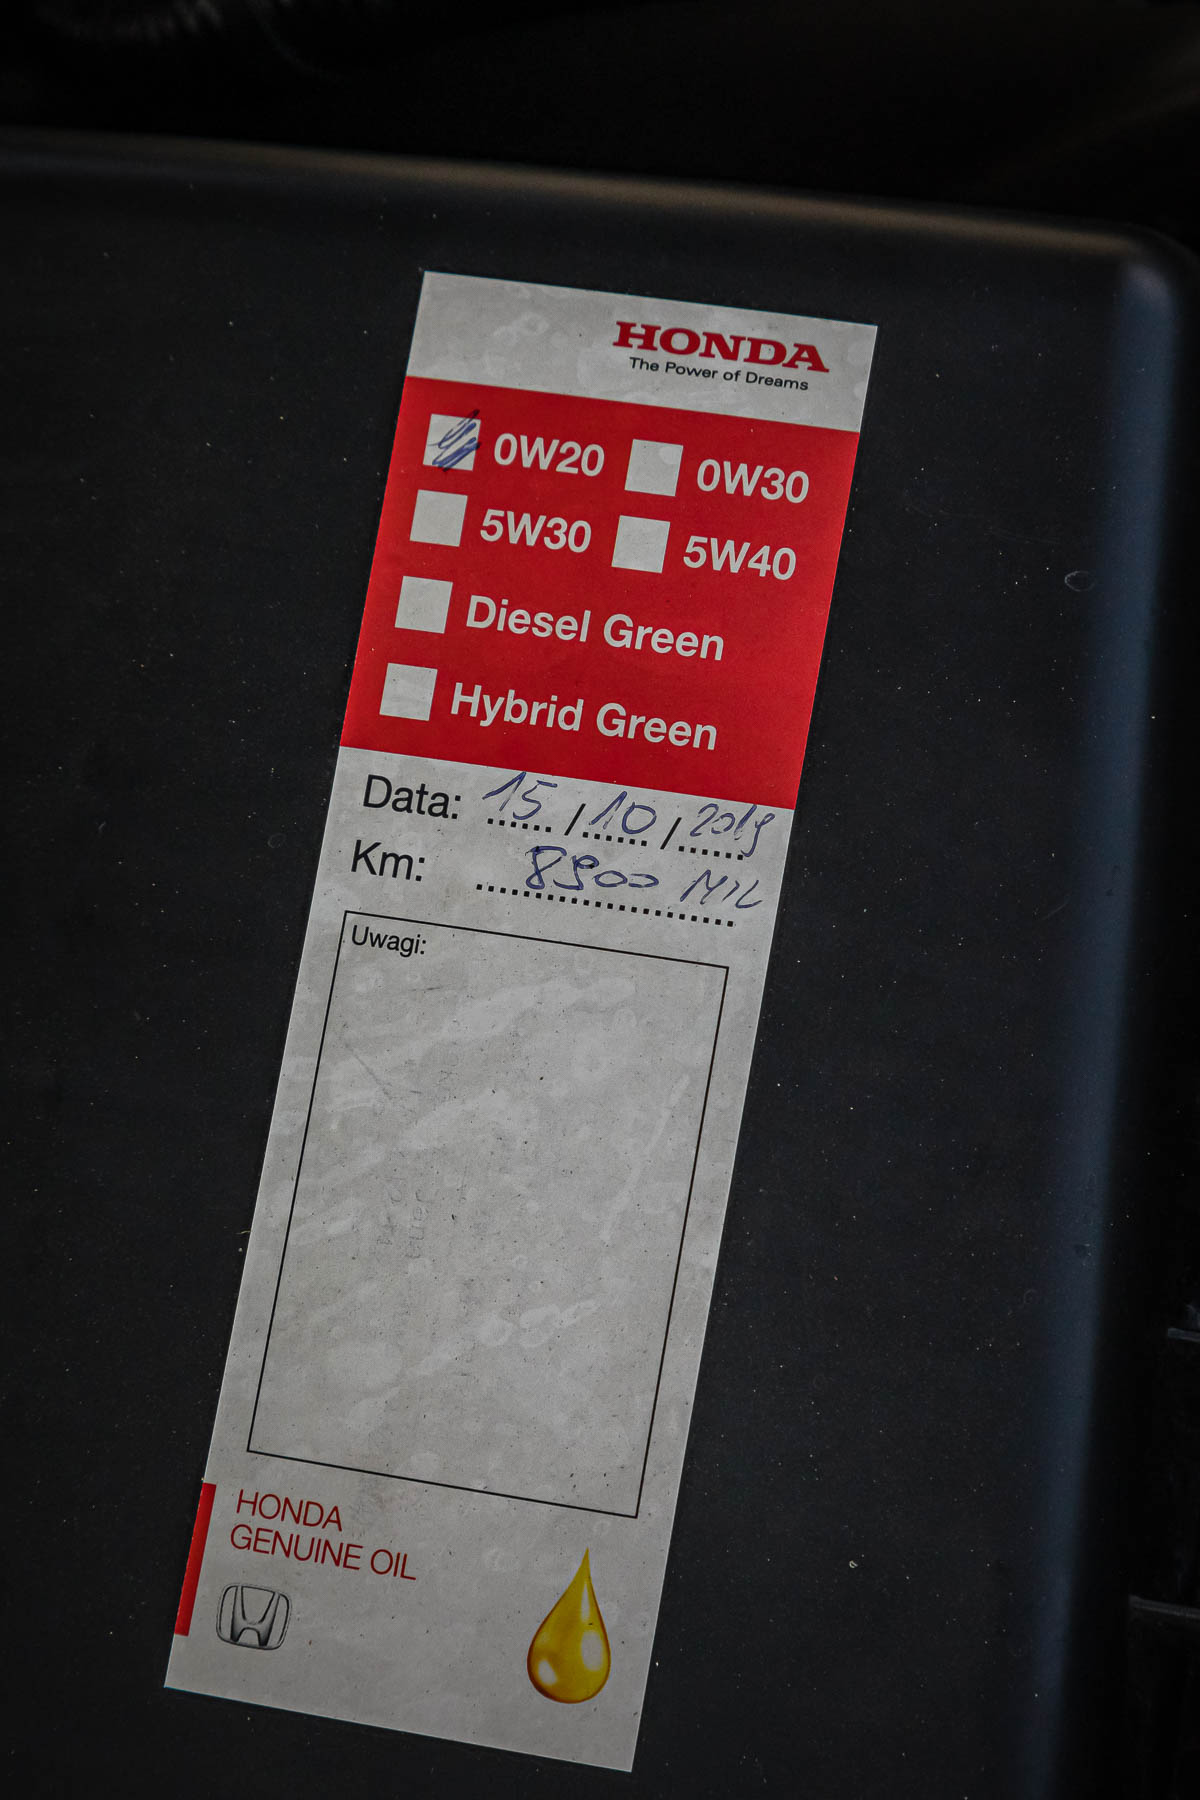 HONDA
The Power of Dreams
0W20 0W30
5W30 5W40
Diesel Green
Hybrid Green
Data: 15 / 10 / 2019
Km: 8900 MIL
Uwagi:
HONDA
GENUINE OIL